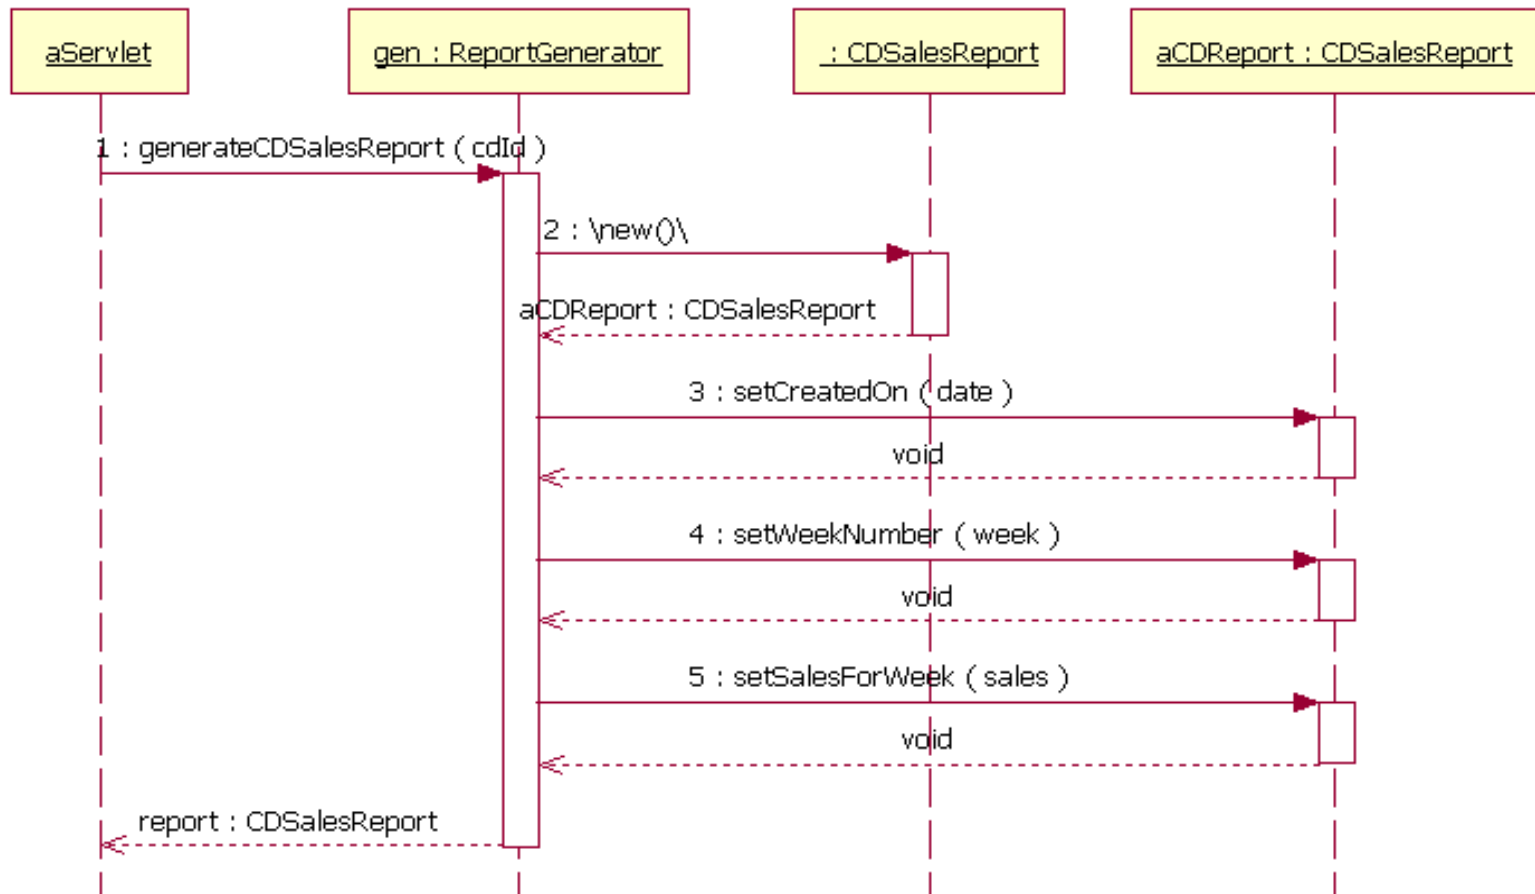 aServlet
gen : ReportGenerator
: CDSalesReport
aCDReport : CDSalesReport
1 : generateCDSalesReport ( cdId )
2 : \new()\
aCDReport : CDSalesReport
3 : setCreatedOn ( date )
void
4 : setWeekNumber ( week )
void
5 : setSalesForWeek ( sales )
void
report : CDSalesReport